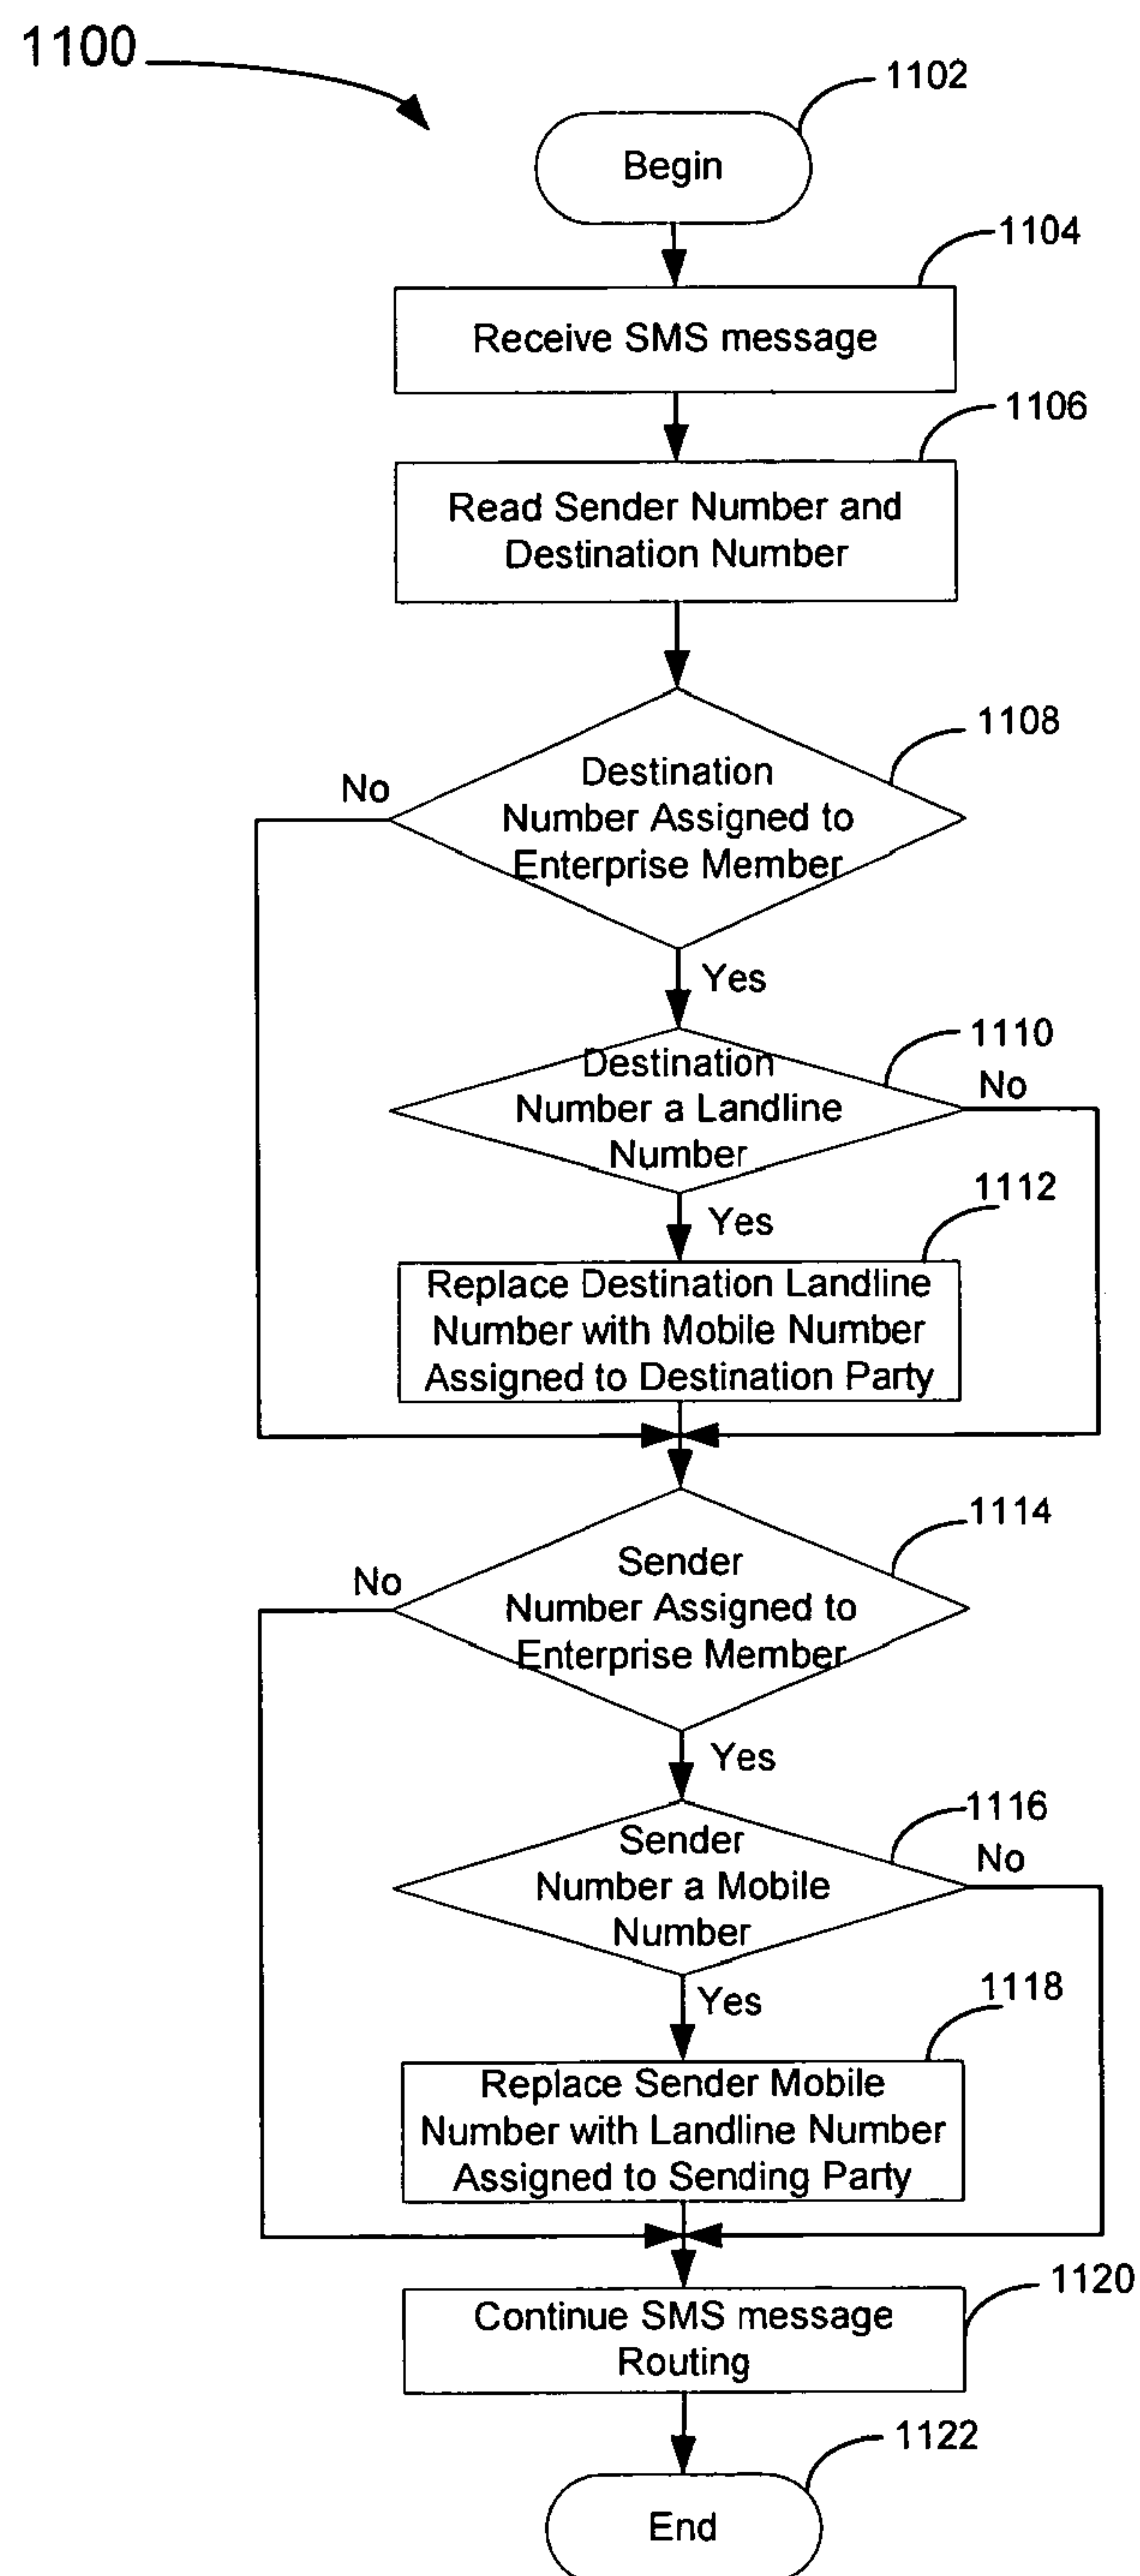 1100
1102
Begin
1104
Receive SMS message
1106
Read Sender Number and
Destination Number
1108
No
Destination
Number Assigned to
Enterprise Member
Yes
1110
Destination
Number a Landline
Number
No
Yes
1112
Replace Destination Landline
Number with Mobile Number
Assigned to Destination Party
1114
No
Sender
Number Assigned to
Enterprise Member
Yes
1116
Sender
Number a Mobile
Number
No
Yes
1118
Replace Sender Mobile
Number with Landline Number
Assigned to Sending Party
1120
Continue SMS message
Routing
1122
End